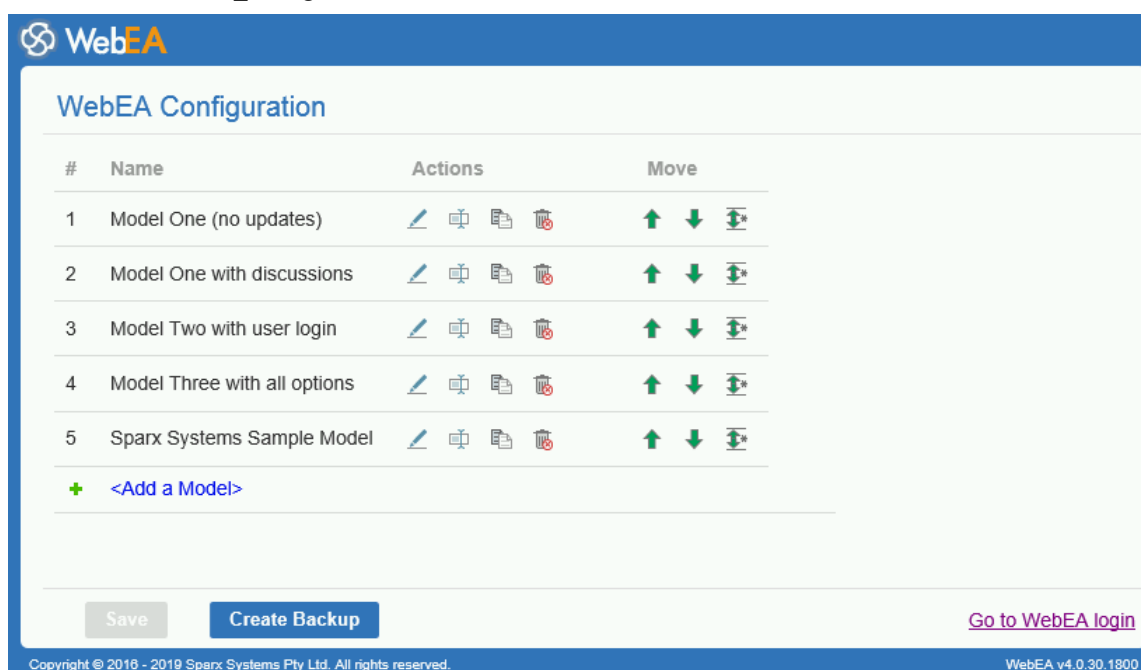 WebEA
WebEA Configuration
# Name Actions Move
1 Model One (no updates)
2 Model One with discussions
3 Model Two with user login
4 Model Three with all options
5 Sparx Systems Sample Model
<Add a Model>
Save Create Backup Go to WebEA login
Copyright © 2016 - 2019 Sparx Systems Pty Ltd. All rights reserved. WebEA v4.0.30.1800